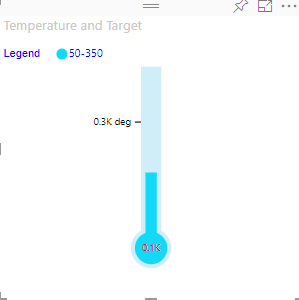 Temperature and Target
Legend 50-350
0.3K deg
0.1K